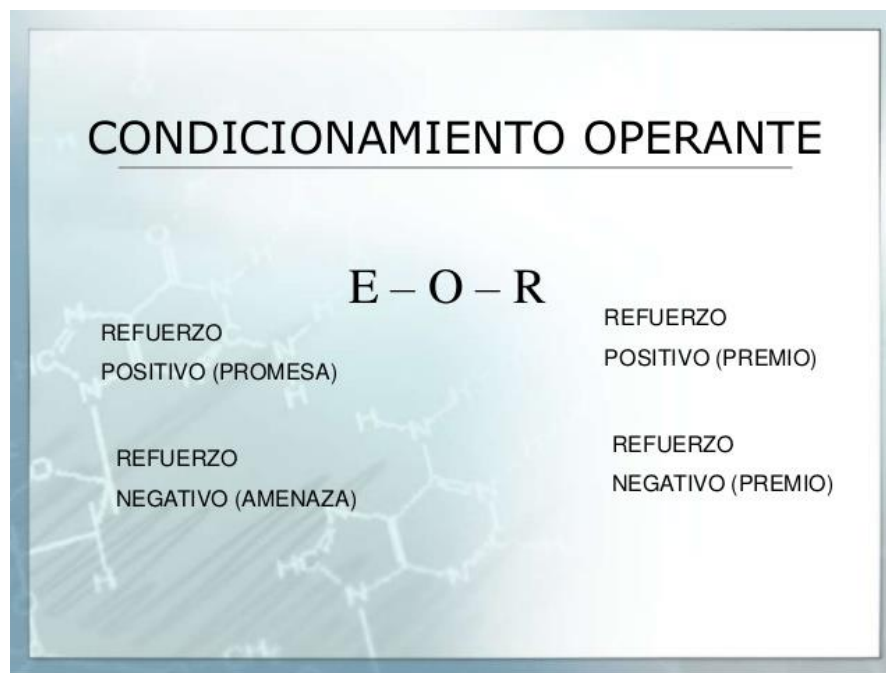 CONDICIONAMIENTO OPERANTE
E – O – R
REFUERZO
POSITIVO (PROMESA)
REFUERZO
NEGATIVO (AMENAZA)
REFUERZO
POSITIVO (PREMIO)
REFUERZO
NEGATIVO (PREMIO)